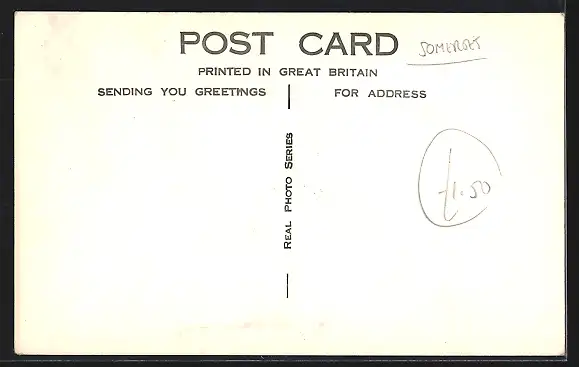 POST CARD
SOMERSET
PRINTED IN GREAT BRITAIN
SENDING YOU GREETINGS
FOR ADDRESS
REAL PHOTO SERIES
£1.50